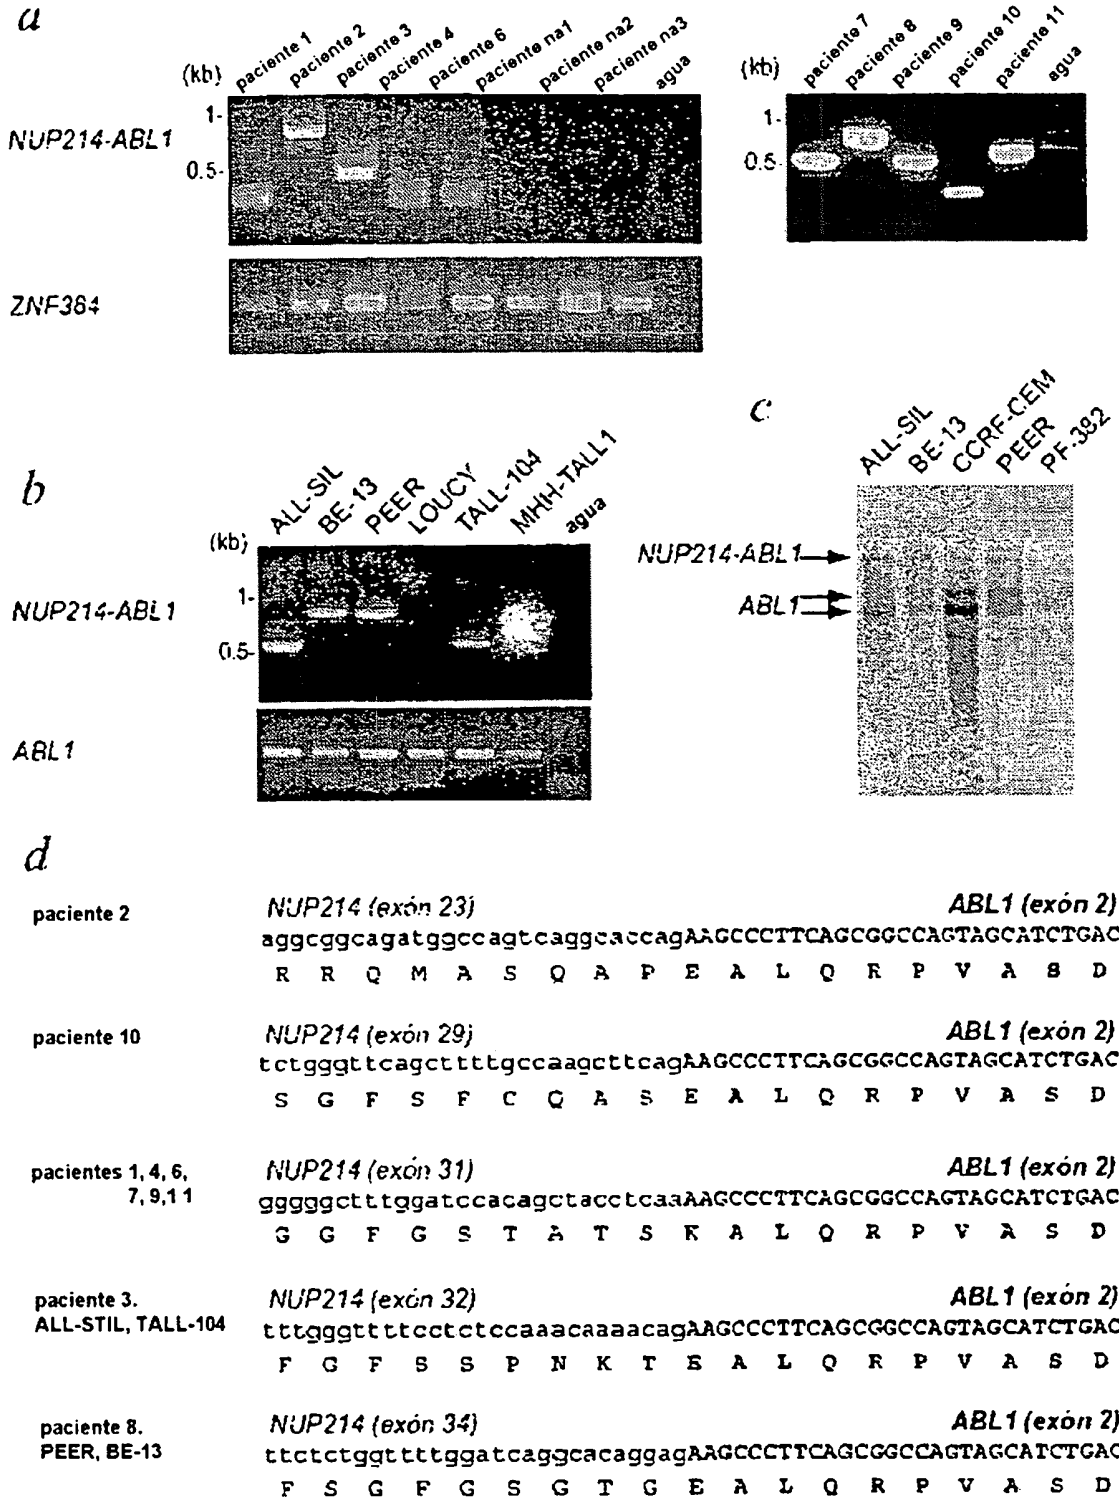 a
(kb)
paciente 1
paciente 2
paciente 3
paciente 4
paciente 6
paciente na1
paciente na2
paciente na3
agua
NUP214-ABL1
1-
0.5-
ZNF384
(kb)
paciente 7
paciente 8
paciente 9
paciente 10
paciente 11
agua
1-
0.5-
b
(kb)
ALL-SIL
BE-13
PEER
LOUCY
TALL-104
MHH-TALL1
agua
NUP214-ABL1
1-
0.5-
ABL1
c
ALL-SIL
BE-13
CCRF-CEM
PEER
PF-382
NUP214-ABL1
ABL1
d
paciente 2
NUP214 (exón 23) ABL1 (exón 2)
aggcggcagatggccagtcaggcaccagAAGCCCTTCAGCGGCCAGTAGCATCTGAC
R R Q M A S Q A P E A L Q R P V A S D
paciente 10
NUP214 (exón 29) ABL1 (exón 2)
tctgggttcagcttttgccaagcttcagAAGCCCTTCAGCGGCCAGTAGCATCTGAC
S G F S F C Q A S E A L Q R P V A S D
pacientes 1, 4, 6,
7, 9,1 1
NUP214 (exón 31) ABL1 (exón 2)
gggggctttggatccacagctacctcaaAAGCCCTTCAGCGGCCAGTAGCATCTGAC
G G F G S T A T S K A L Q R P V A S D
paciente 3.
ALL-STIL, TALL-104
NUP214 (exón 32) ABL1 (exón 2)
tttgggttttcctctccaaacaaaacagAAGCCCTTCAGCGGCCAGTAGCATCTGAC
F G F S S P N K T E A L Q R P V A S D
paciente 8.
PEER, BE-13
NUP214 (exón 34) ABL1 (exón 2)
ttctctggttttggatcaggcacaggagAAGCCCTTCAGCGGCCAGTAGCATCTGAC
F S G F G S G T G E A L Q R P V A S D